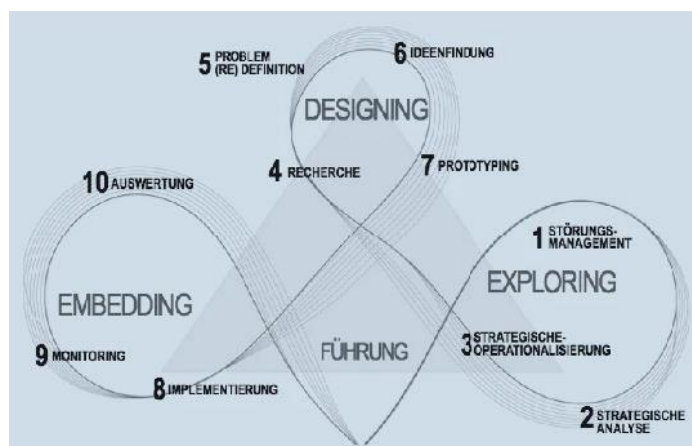 5 PROBLEM
(RE) DEFINITION
6 IDEENFINDUNG
DESIGNING
4 RECHERCHE
7 PROTOTYPING
10 AUSWERTUNG
1 STÖRUNGS-
MANAGEMENT
EMBEDDING
EXPLORING
9 MONITORING
FÜHRUNG
3 STRATEGISCHE-
OPERATIONALISIERUNG
8 IMPLEMENTIERUNG
2 STRATEGISCHE
ANALYSE